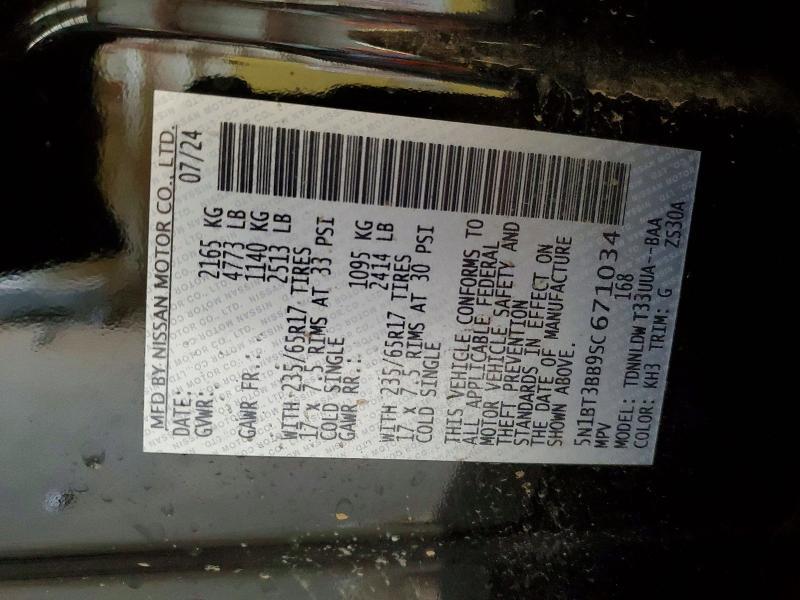 MFD BY NISSAN MOTOR CO., LTD.
DATE: 07/24
GVWR: 2165 KG
4773 LB
GAWR FR.: 1140 KG
2513 LB
WITH 235/65R17 TIRES
17 X 7.5 RIMS AT 33 PSI
COLD SINGLE
GAWR RR.: 1095 KG
2414 LB
WITH 235/65R17 TIRES
17 X 7.5 RIMS AT 30 PSI
COLD SINGLE
THIS VEHICLE CONFORMS TO
ALL APPLICABLE FEDERAL
MOTOR VEHICLE SAFETY AND
THEFT PREVENTION
STANDARDS IN EFFECT ON
THE DATE OF MANUFACTURE
SHOWN ABOVE.
5N1BT3BB9SC671034
MPV 168
MODEL: TDNNLDWT33UUA--BAA
COLOR: KH3 TRIM: G ZS30A